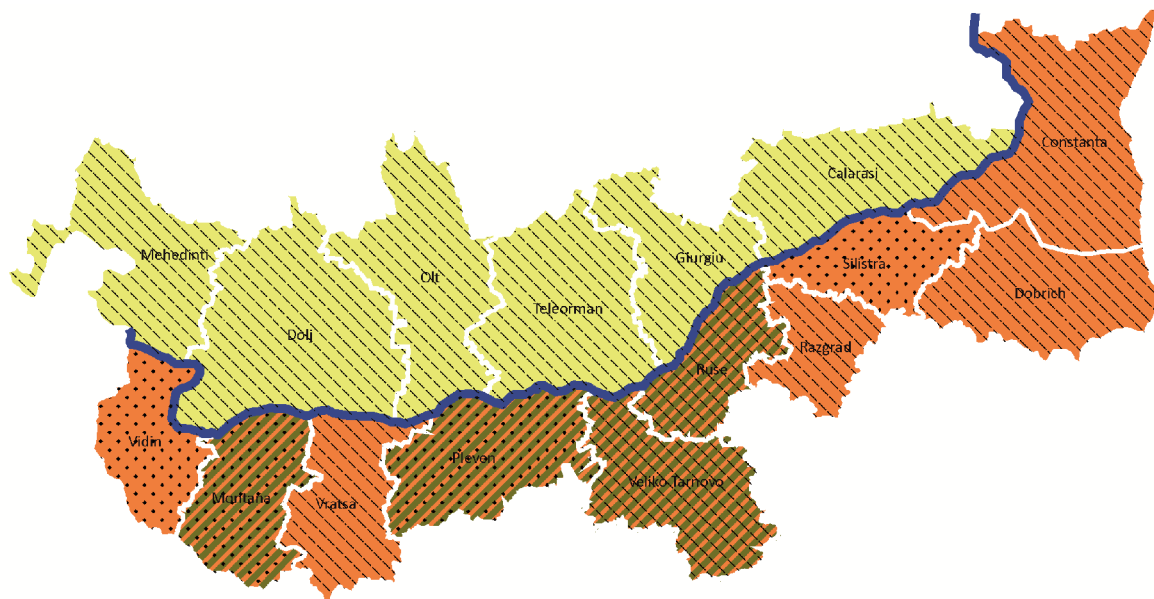 Constanta
Calarasi
Mehedinti
Olt
Giurgiu
Silistra
Dobrich
Teleorman
Dolj
Razgrad
Ruse
Vidin
Pleven
Veliko Tarnovo
Montana
Vratsa